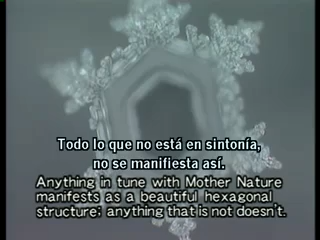 Todo lo que no está en sintonía,
no se manifiesta así.
Anything in tune with Mother Nature
manifests as a beautiful hexagonal
structure; anything that is not doesn't.